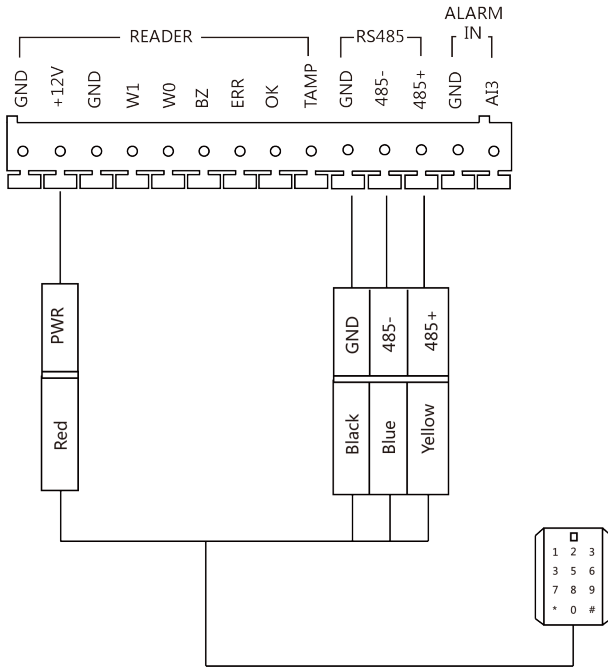 ALARM
IN
READER
RS485
GND
+12V
GND
W1
W0
BZ
ERR
OK
TAMP
GND
485-
485+
GND
AI3
PWR
GND
485-
485+
Red
Black
Blue
Yellow
1 2 3
3 5 6
7 8 9
* 0 #